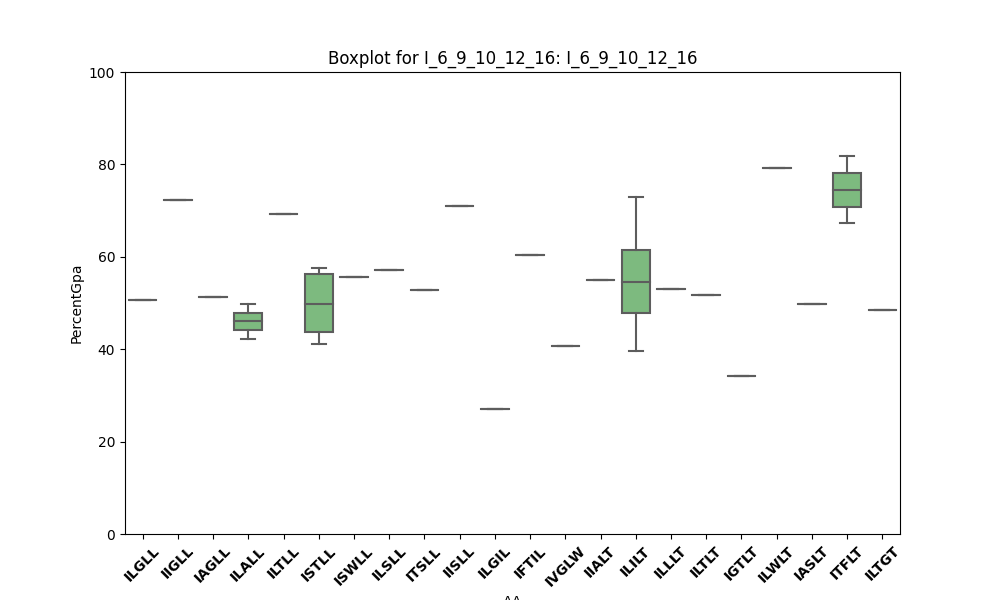 Boxplot for I_6_9_10_12_16: I_6_9_10_12_16
100
80
60
40
20
0
PercentGpa
ILGLL IIGLL IAGLL ILALL ILTLL ISTLL ISWLL ILSLL ITSLL IISLL ILGIL IFTIL IVGLW IIALT ILILT ILLLT ILTLT IGTLT ILWLT IASLT ITFLT ILTGT
AA